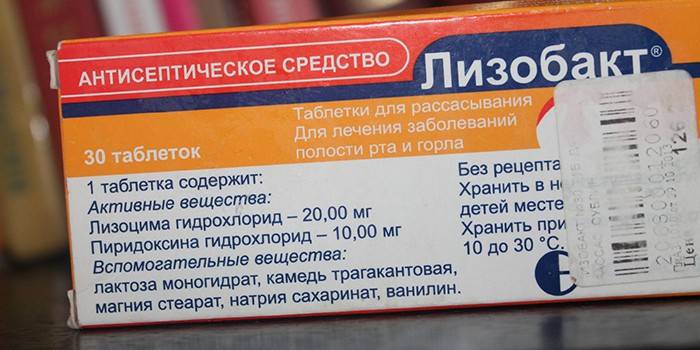 АНТИСЕПТИЧЕСКОЕ СРЕДСТВО
Лизобакт®
Таблетки для рассасывания
Для лечения заболеваний
полости рта и горла
30 таблеток
1 таблетка содержит:
Активные вещества:
Лизоцима гидрохлорид – 20,00 мг
Пиридоксина гидрохлорид – 10,00 мг
Вспомогательные вещества:
лактоза моногидрат, камедь трагакантовая,
магния стеарат, натрия сахаринат, ванилин.
Без рецепта
Хранить в
детей месте
Хранить при
10 до 30 °C.